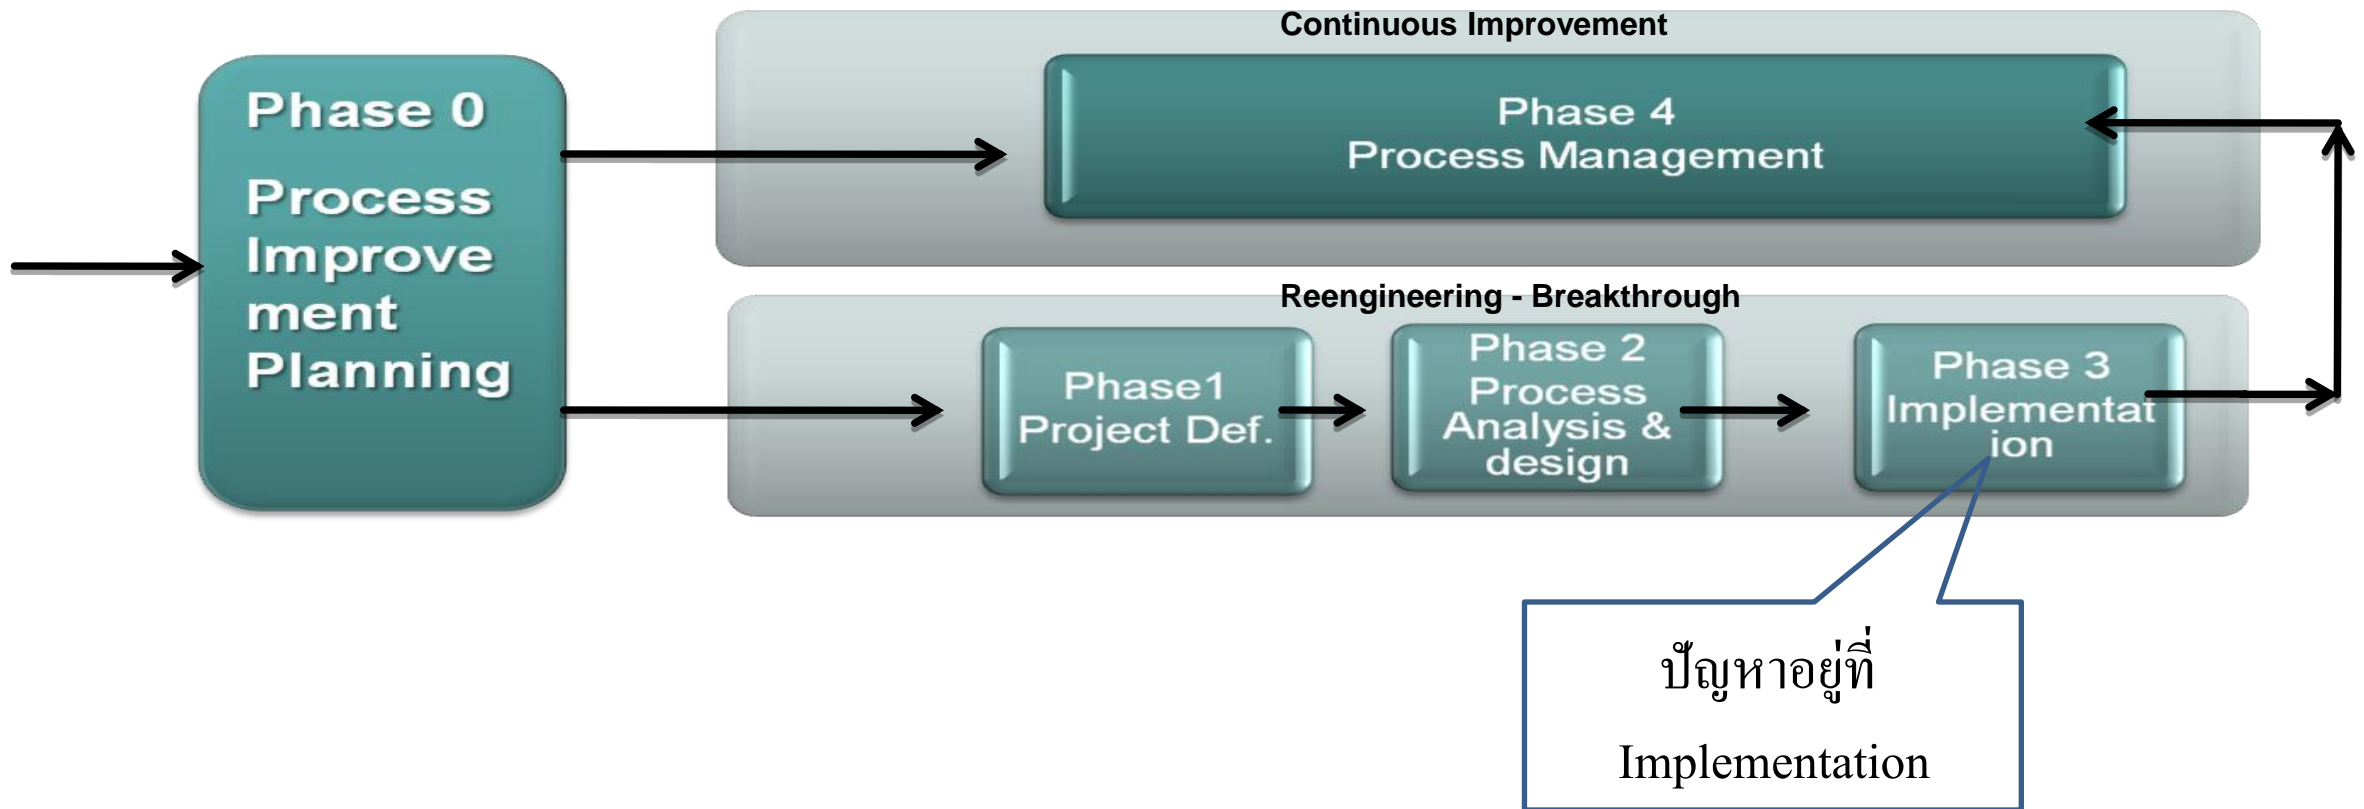 Continuous Improvement
Phase 0
Process
Improve
ment
Planning
Phase 4
Process Management
Reengineering - Breakthrough
Phase1
Project Def.
Phase 2
Process
Analysis &
design
Phase 3
Implementat
ion
ปัญหาอยู่ที่
Implementation